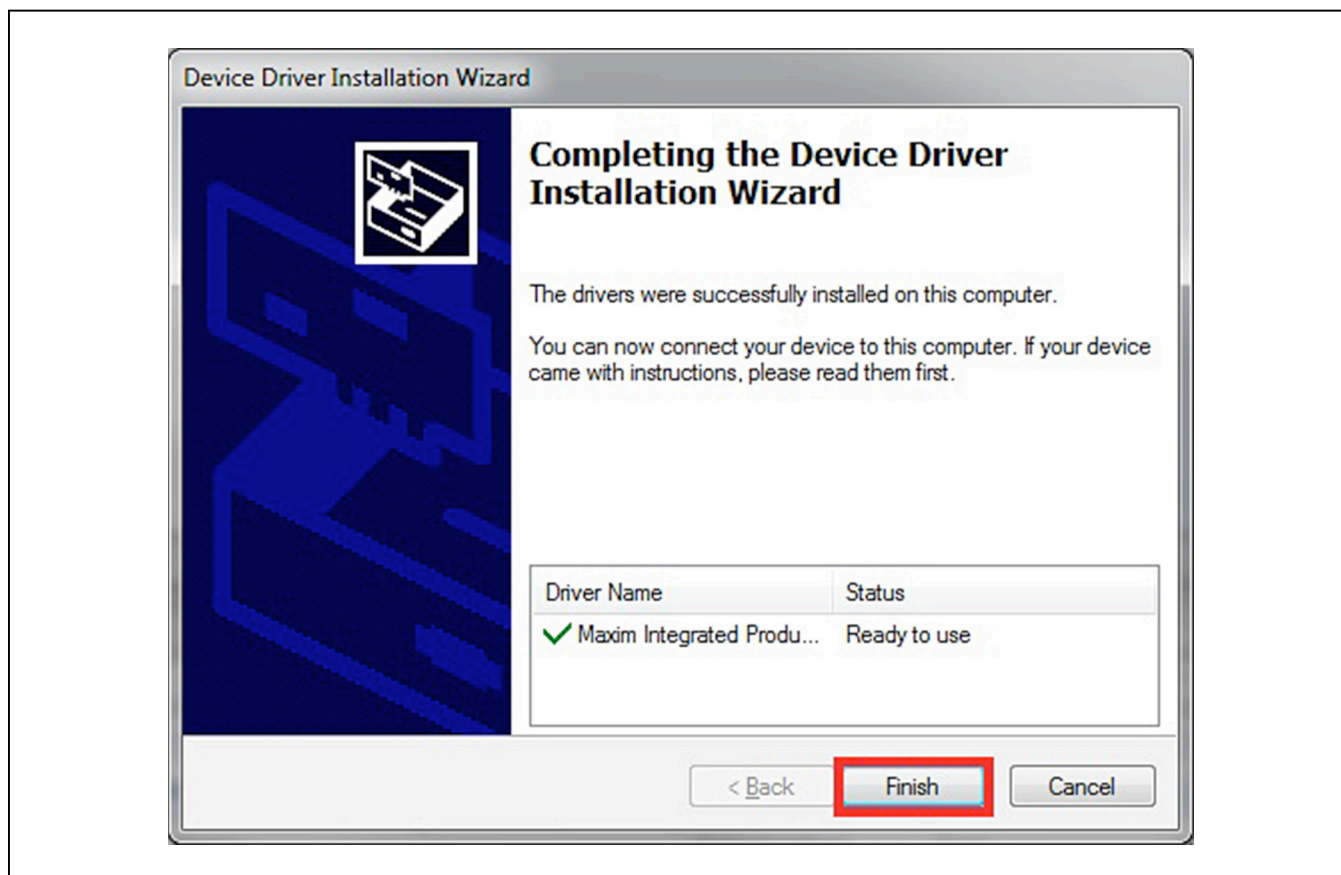 Device Driver Installation Wizard
Completing the Device Driver
Installation Wizard
The drivers were successfully installed on this computer.
You can now connect your device to this computer. If your device
came with instructions, please read them first.
Driver Name Status
Maxim Integrated Produ... Ready to use
< Back Finish Cancel